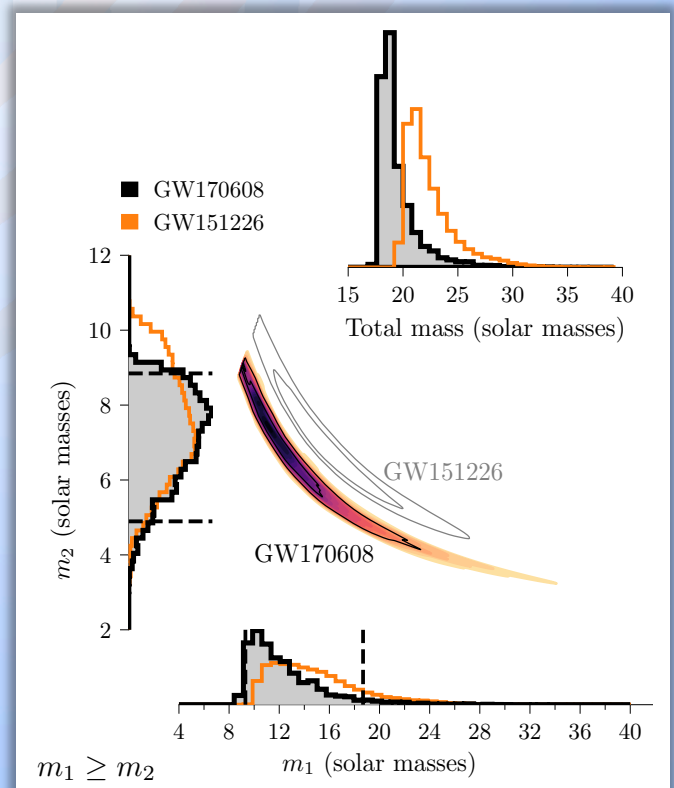 GW170608
GW151226
15 20 25 30 35 40
Total mass (solar masses)
12
10
8
6
4
2
m₂ (solar masses)
GW151226
GW170608
4 8 12 16 20 24 28 32 36 40
m₁ (solar masses)
m₁ ≥ m₂